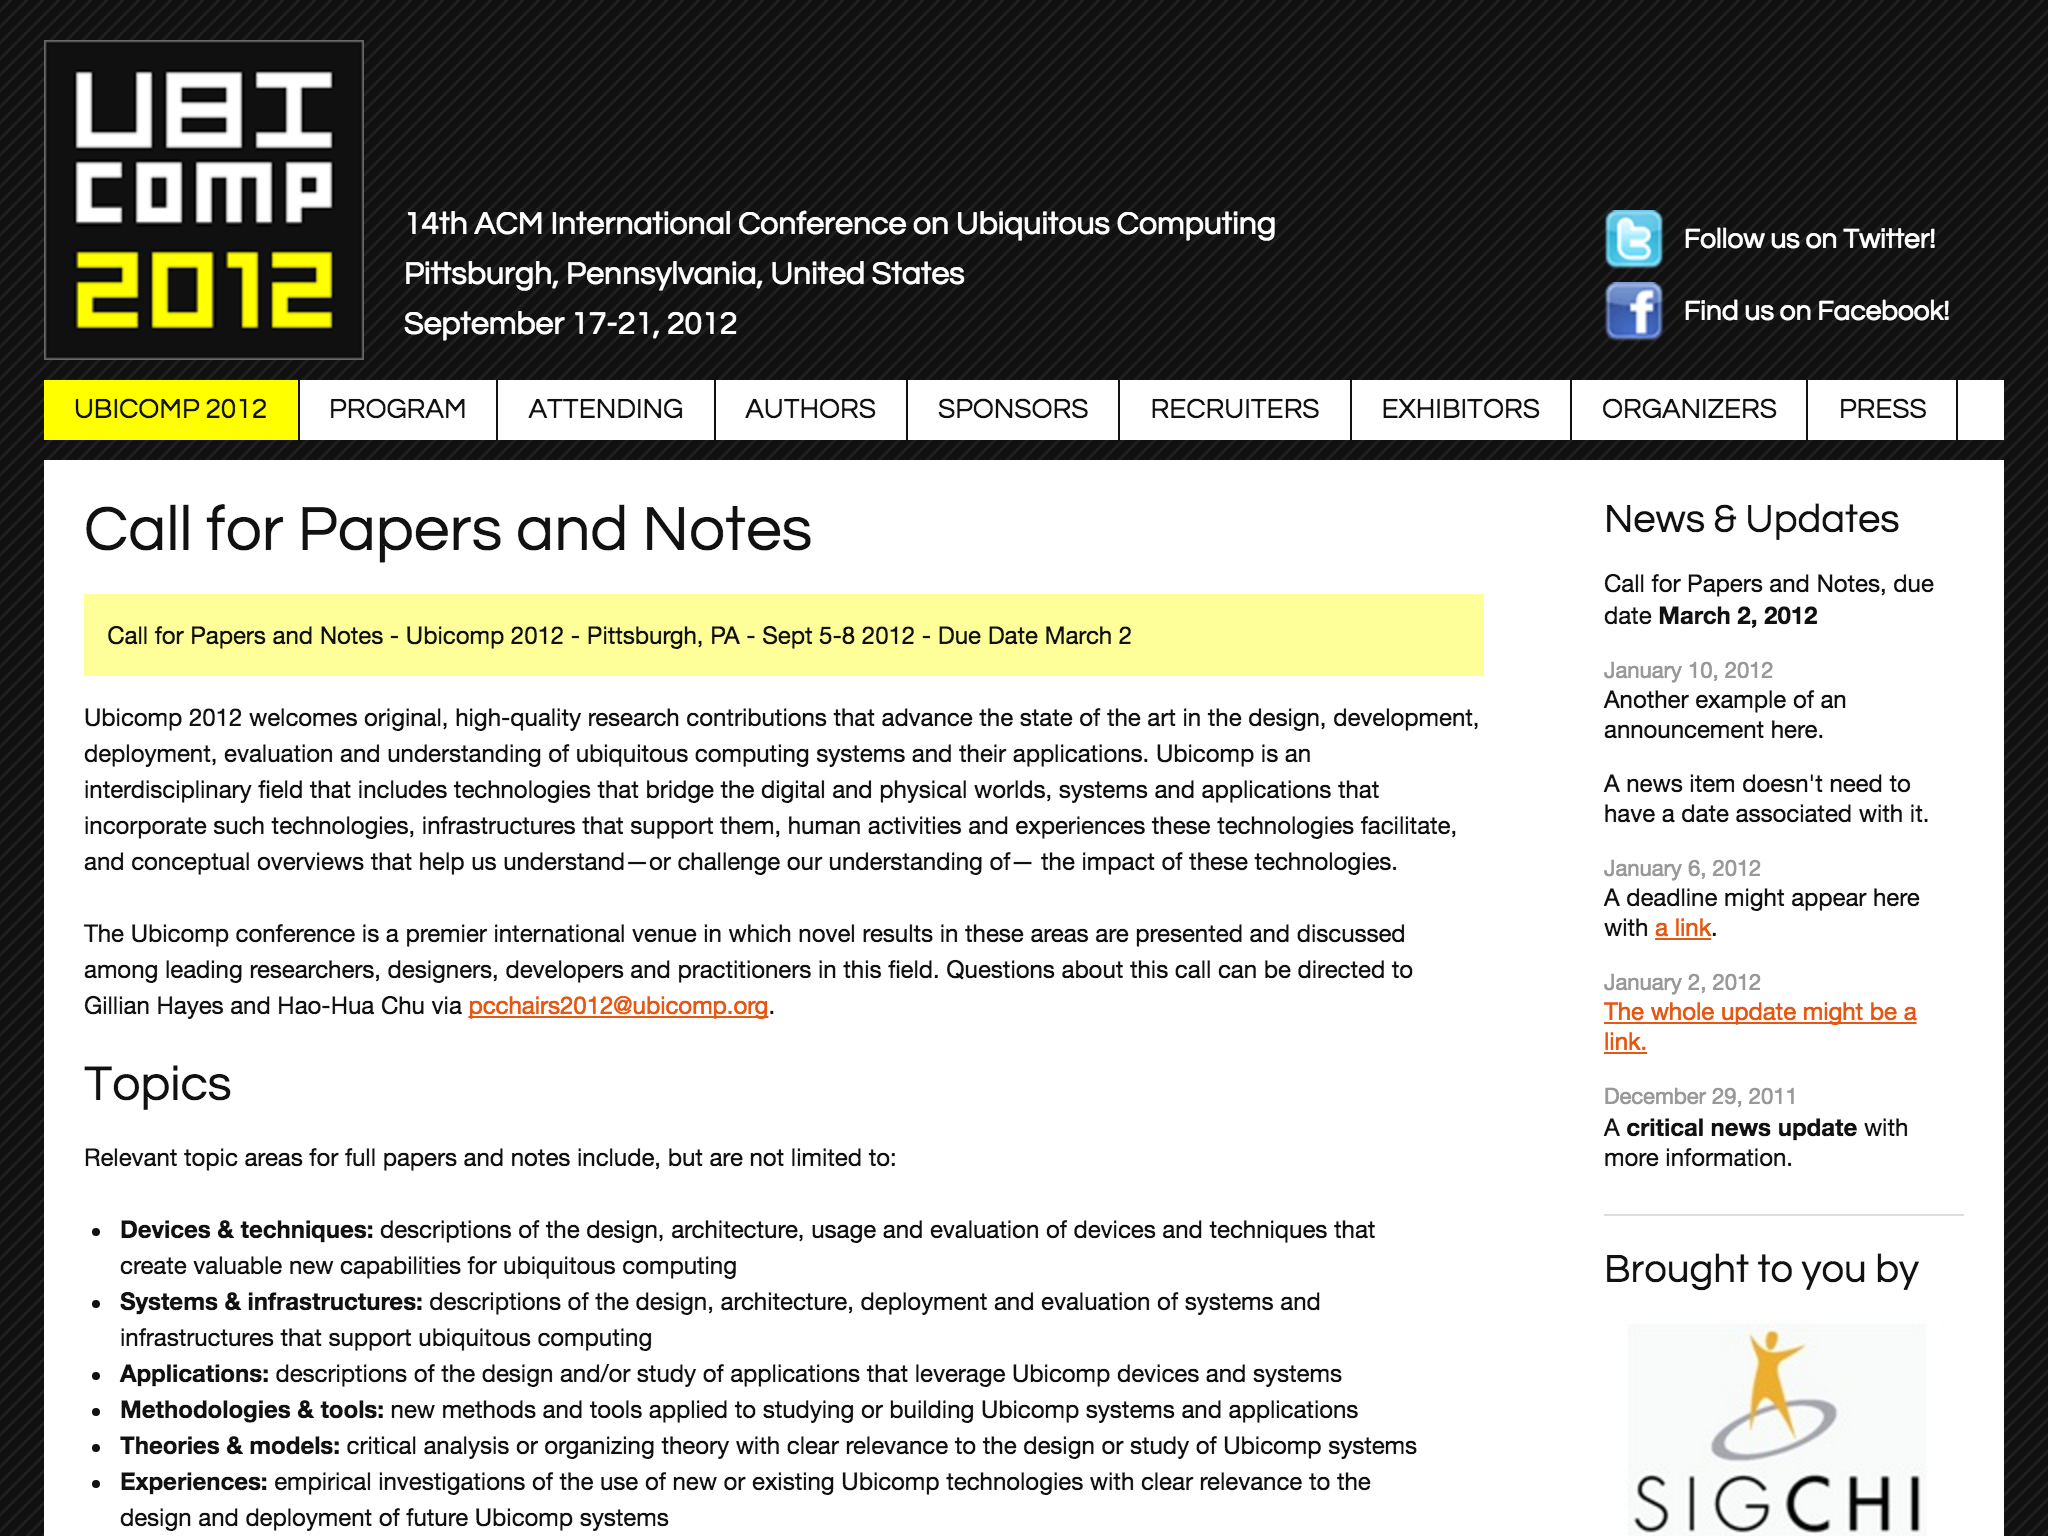 UBI
COMP
2012
14th ACM International Conference on Ubiquitous Computing
Pittsburgh, Pennsylvania, United States
September 17-21, 2012
Follow us on Twitter!
Find us on Facebook!
UBICOMP 2012 PROGRAM ATTENDING AUTHORS SPONSORS RECRUITERS EXHIBITORS ORGANIZERS PRESS
Call for Papers and Notes
Call for Papers and Notes - Ubicomp 2012 - Pittsburgh, PA - Sept 5-8 2012 - Due Date March 2
Ubicomp 2012 welcomes original, high-quality research contributions that advance the state of the art in the design, development,
deployment, evaluation and understanding of ubiquitous computing systems and their applications. Ubicomp is an
interdisciplinary field that includes technologies that bridge the digital and physical worlds, systems and applications that
incorporate such technologies, infrastructures that support them, human activities and experiences these technologies facilitate,
and conceptual overviews that help us understand—or challenge our understanding of— the impact of these technologies.
The Ubicomp conference is a premier international venue in which novel results in these areas are presented and discussed
among leading researchers, designers, developers and practitioners in this field. Questions about this call can be directed to
Gillian Hayes and Hao-Hua Chu via pcchairs2012@ubicomp.org.
Topics
Relevant topic areas for full papers and notes include, but are not limited to:
• Devices & techniques: descriptions of the design, architecture, usage and evaluation of devices and techniques that
create valuable new capabilities for ubiquitous computing
• Systems & infrastructures: descriptions of the design, architecture, deployment and evaluation of systems and
infrastructures that support ubiquitous computing
• Applications: descriptions of the design and/or study of applications that leverage Ubicomp devices and systems
• Methodologies & tools: new methods and tools applied to studying or building Ubicomp systems and applications
• Theories & models: critical analysis or organizing theory with clear relevance to the design or study of Ubicomp systems
• Experiences: empirical investigations of the use of new or existing Ubicomp technologies with clear relevance to the
design and deployment of future Ubicomp systems
News & Updates
Call for Papers and Notes, due
date March 2, 2012
January 10, 2012
Another example of an
announcement here.
A news item doesn't need to
have a date associated with it.
January 6, 2012
A deadline might appear here
with a link.
January 2, 2012
The whole update might be a
link.
December 29, 2011
A critical news update with
more information.
Brought to you by
SIGCHI